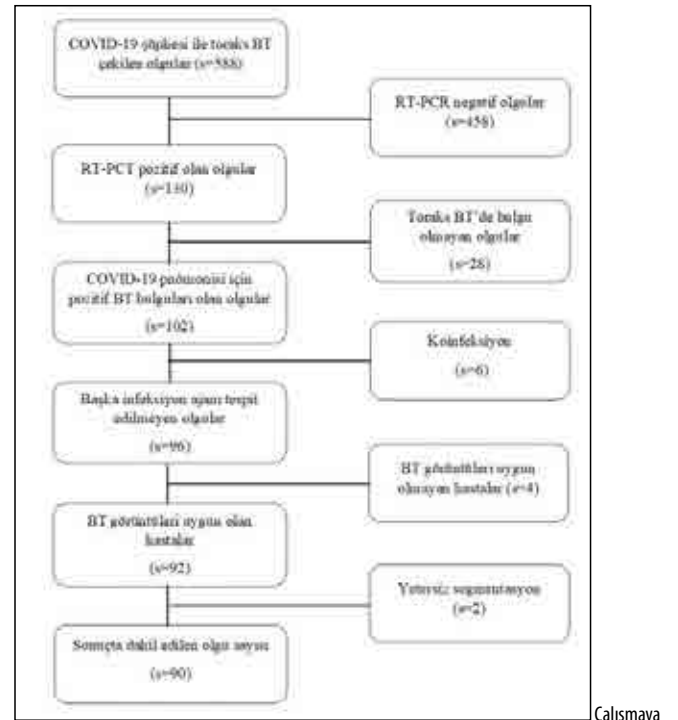 COVID-19 şüphesi ile toraks BT
çekilen olgular (s=588)
RT-PCR negatif olgular
(s=458)
RT-PCT pozitif olan olgular
(s=130)
Toraks BT'de bulgu
olmayan olgular
(s=28)
COVID-19 pnömonisi için
pozitif BT bulguları olan olgular
(s=102)
Koinfeksiyon
(s=6)
Başka infeksiyon ajanı tespit
edilmeyen olgular
(s=96)
BT görüntüleri uygun
olmayan hastalar (s=4)
BT görüntüleri uygun olan
hastalar
(s=92)
Yetersiz segmentasyon
(s=2)
Sonuçta dahil edilen olgu sayısı
(s=90)
Çalışmaya